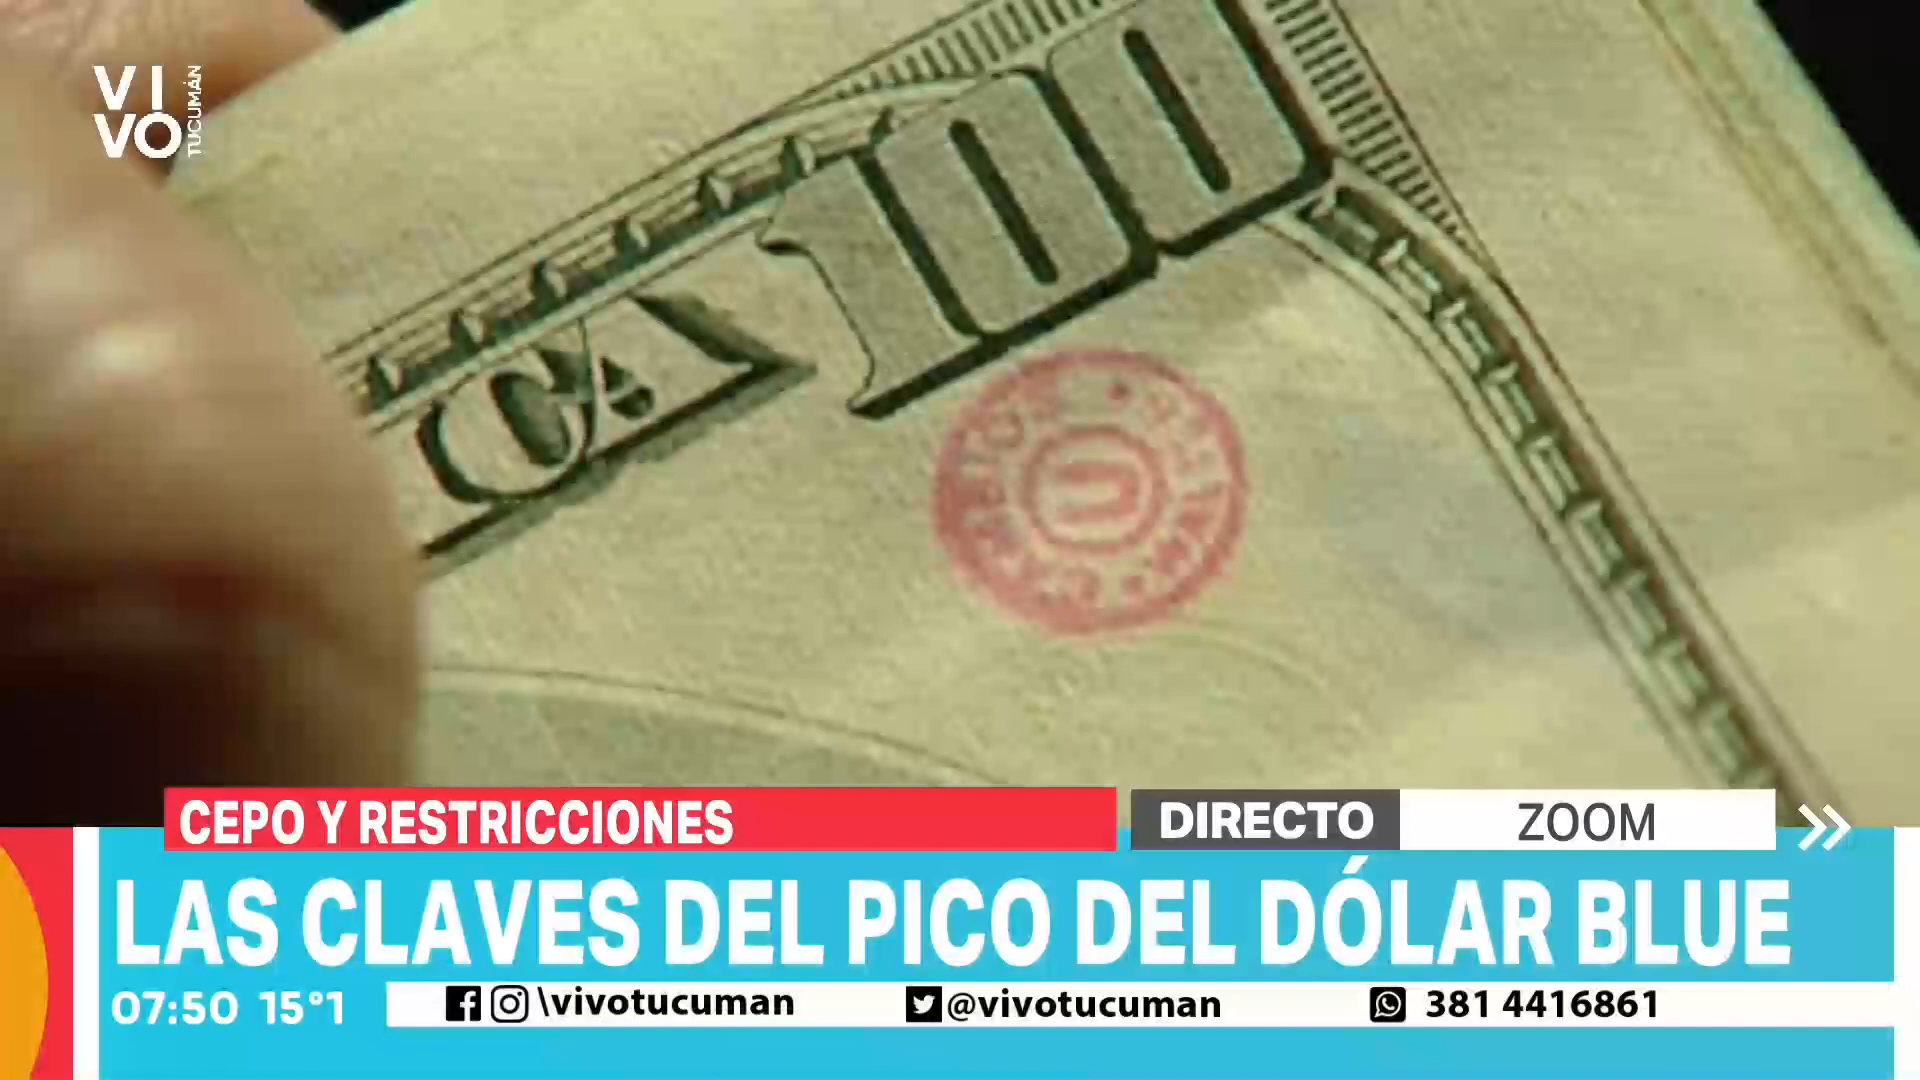 VI
VO
TUCUMÁN
CA 100
U
CEPO Y RESTRICCIONES
DIRECTO
ZOOM
LAS CLAVES DEL PICO DEL DÓLAR BLUE
07:50 15°1
\vivotucuman
@vivotucuman
381 4416861